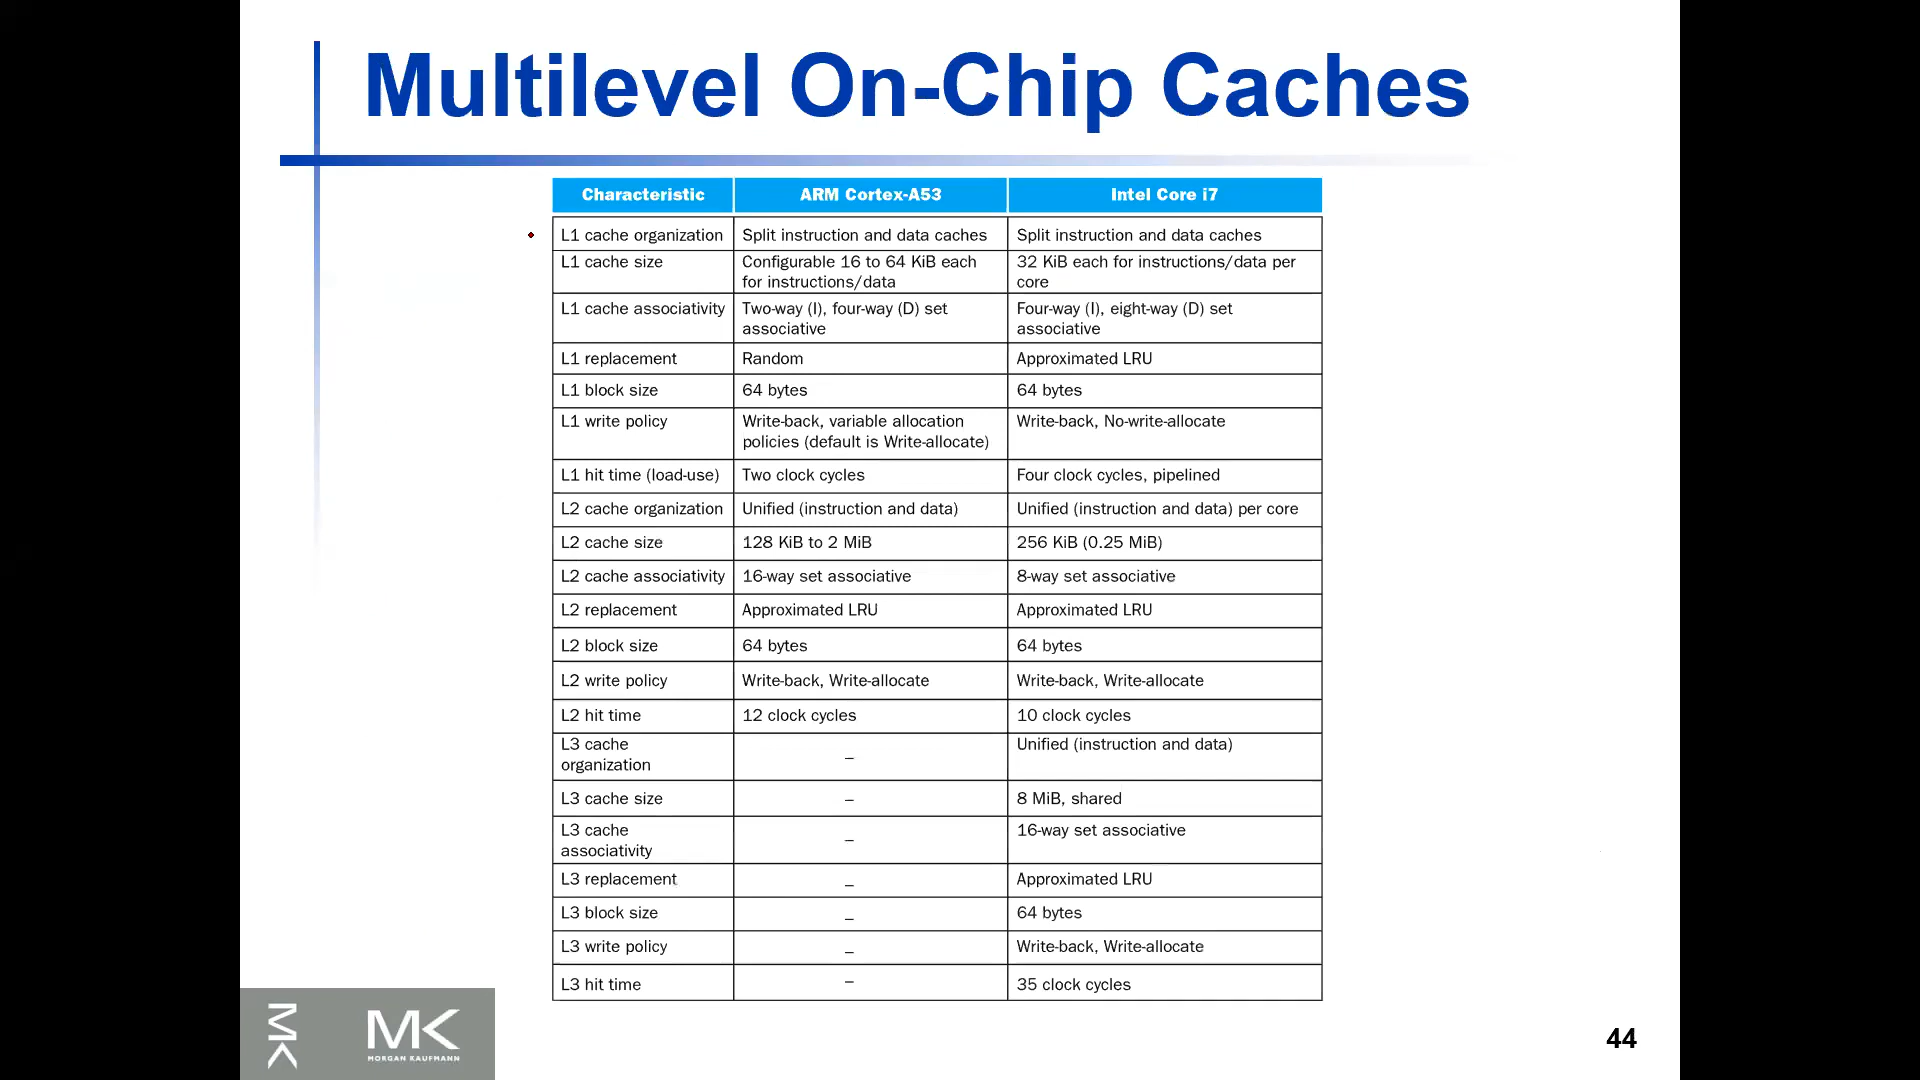 Multilevel On-Chip Caches
Characteristic ARM Cortex-A53 Intel Core i7
L1 cache organization Split instruction and data caches Split instruction and data caches
L1 cache size Configurable 16 to 64 KiB each for instructions/data 32 KiB each for instructions/data per core
L1 cache associativity Two-way (I), four-way (D) set associative Four-way (I), eight-way (D) set associative
L1 replacement Random Approximated LRU
L1 block size 64 bytes 64 bytes
L1 write policy Write-back, variable allocation policies (default is Write-allocate) Write-back, No-write-allocate
L1 hit time (load-use) Two clock cycles Four clock cycles, pipelined
L2 cache organization Unified (instruction and data) Unified (instruction and data) per core
L2 cache size 128 KiB to 2 MiB 256 KiB (0.25 MiB)
L2 cache associativity 16-way set associative 8-way set associative
L2 replacement Approximated LRU Approximated LRU
L2 block size 64 bytes 64 bytes
L2 write policy Write-back, Write-allocate Write-back, Write-allocate
L2 hit time 12 clock cycles 10 clock cycles
L3 cache organization – Unified (instruction and data)
L3 cache size – 8 MiB, shared
L3 cache associativity – 16-way set associative
L3 replacement – Approximated LRU
L3 block size – 64 bytes
L3 write policy – Write-back, Write-allocate
L3 hit time – 35 clock cycles
MK
MK
MORGAN KAUFMANN
44